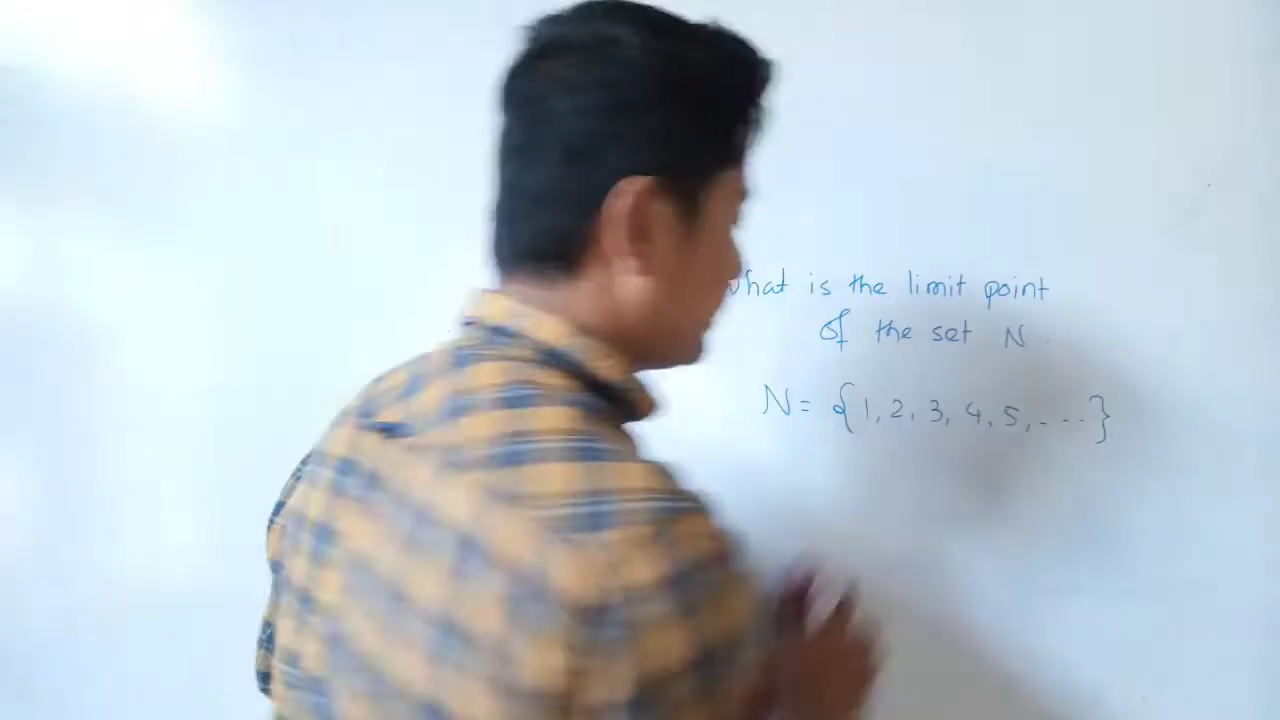 What is the limit point
of the set N
N = {1, 2, 3, 4, 5, ...}